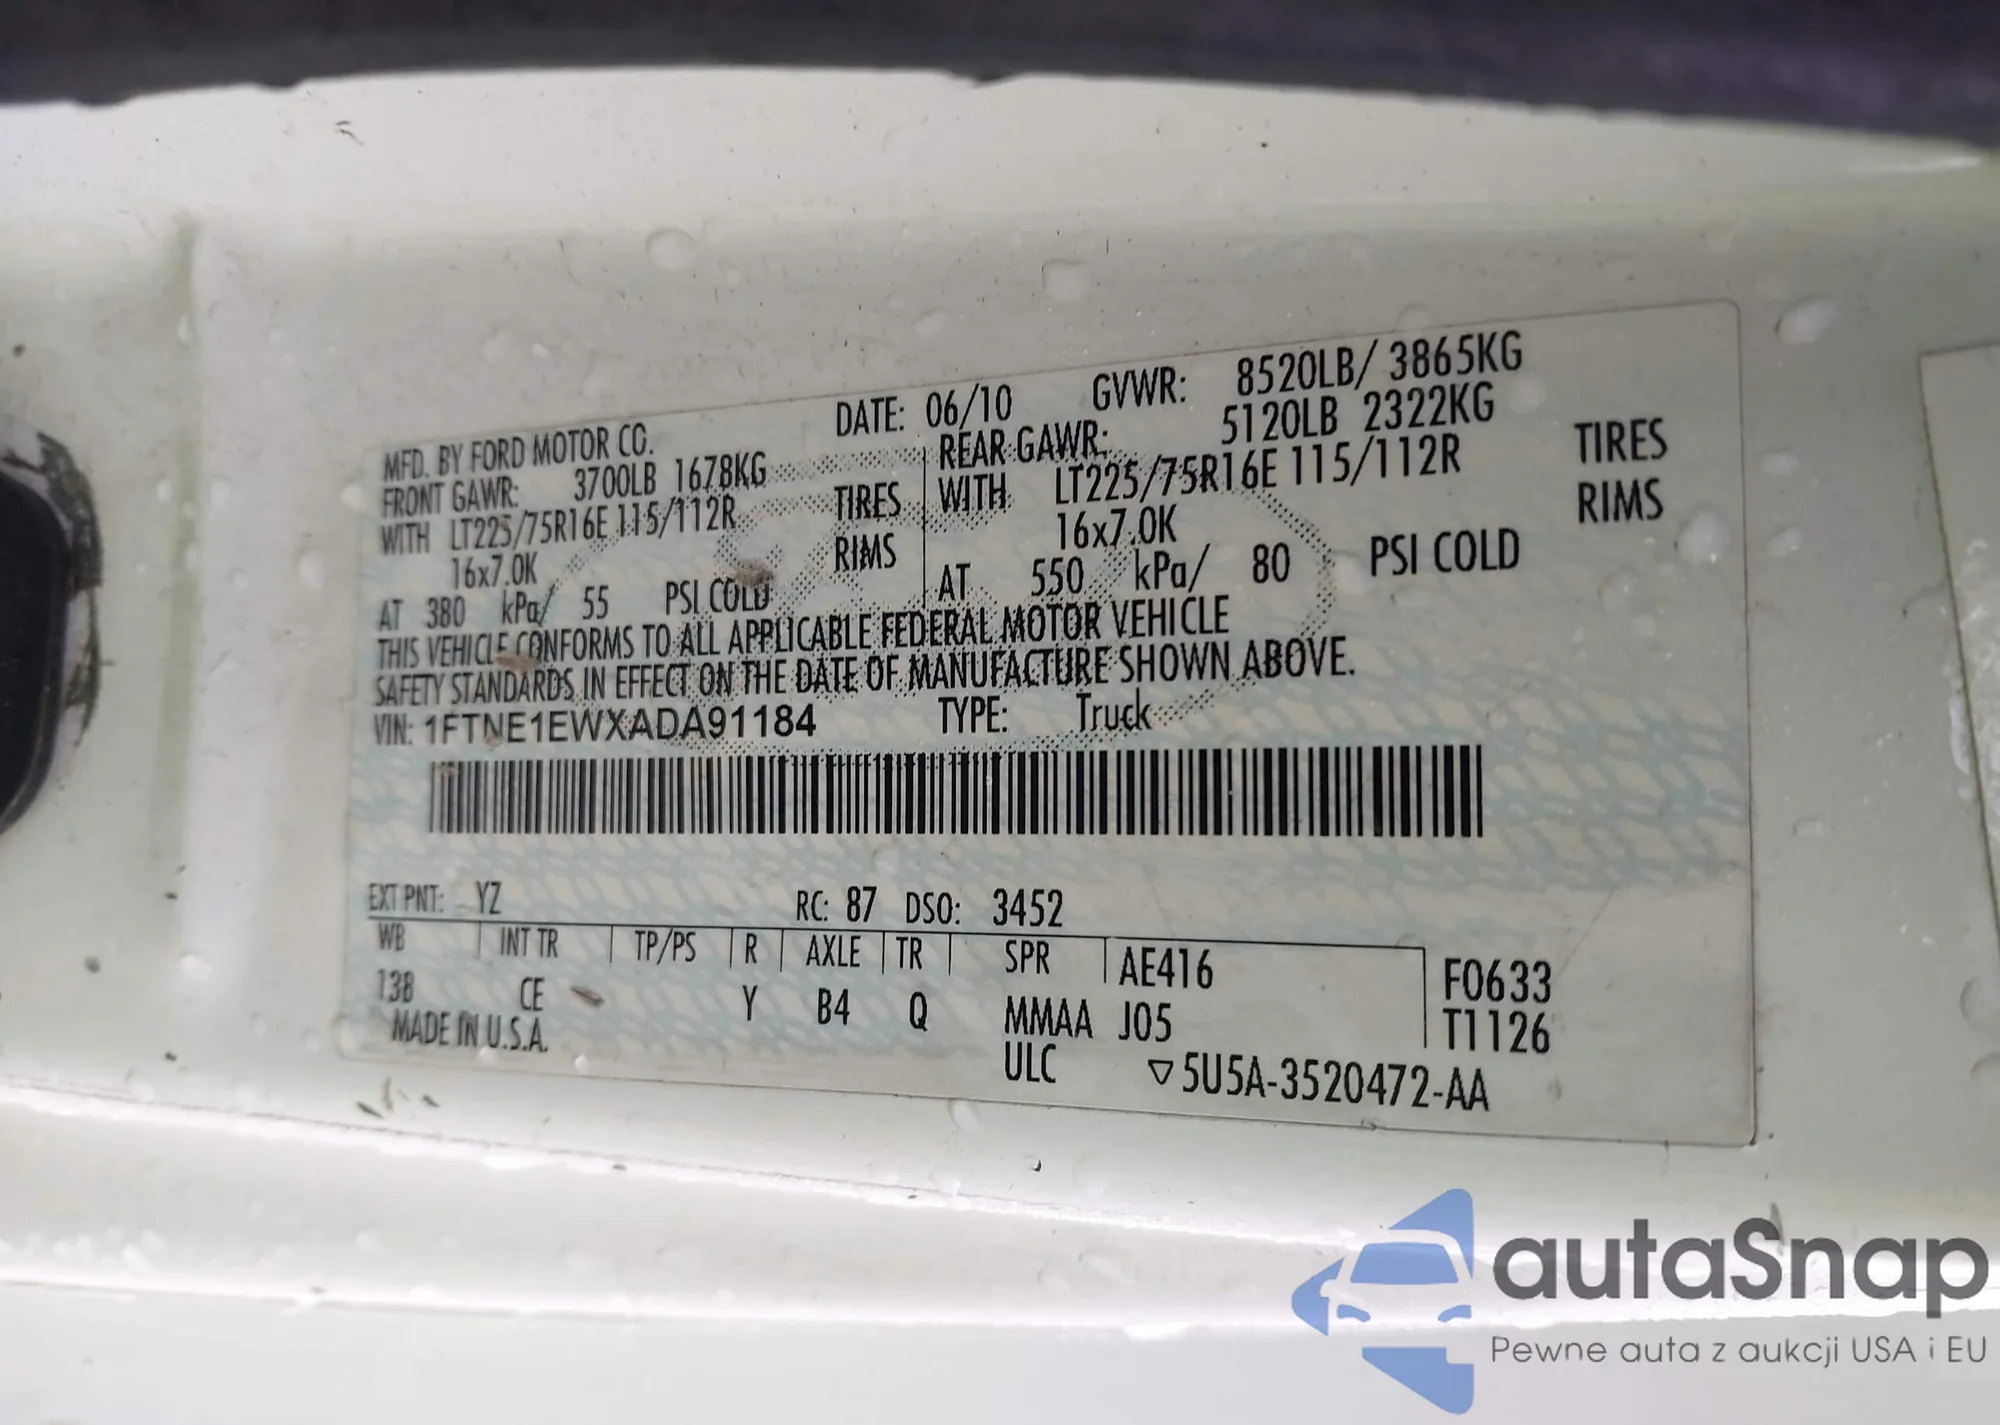 MFD. BY FORD MOTOR CO. DATE: 06/10 GVWR: 8520LB/ 3865KG
FRONT GAWR: 3700LB 1678KG
WITH LT225/75R16E 115/112R TIRES
16x7.0K RIMS
AT 380 kPa/ 55 PSI COLD
REAR GAWR: 5120LB 2322KG
WITH LT225/75R16E 115/112R TIRES
16x7.0K RIMS
AT 550 kPa/ 80 PSI COLD
THIS VEHICLE CONFORMS TO ALL APPLICABLE FEDERAL MOTOR VEHICLE
SAFETY STANDARDS IN EFFECT ON THE DATE OF MANUFACTURE SHOWN ABOVE.
VIN: 1FTNE1EWXADA91184 TYPE: Truck
EXT PNT: YZ RC: 87 DSO: 3452
WB INT TR TP/PS R AXLE TR SPR AE416 F0633
138 CE Y B4 Q MMAA J05 T1126
MADE IN U.S.A. ULC ▽5U5A-3520472-AA
autaSnap
Pewne auta z aukcji USA i EU